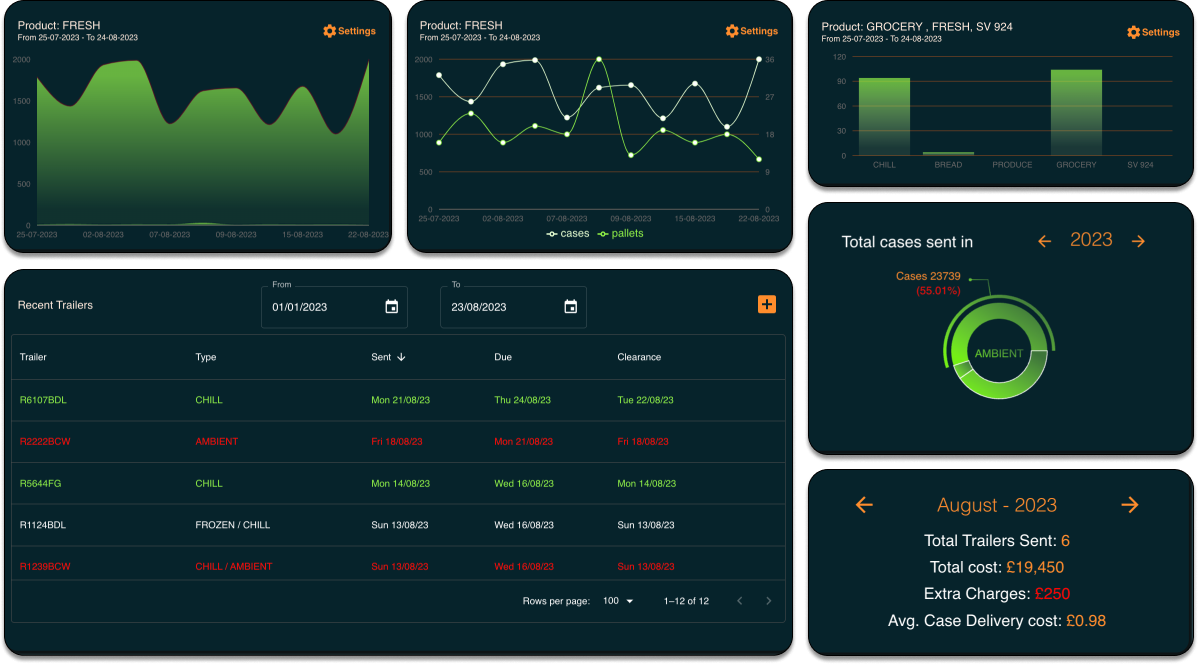 Product: FRESH
From 25-07-2023 - To 24-08-2023
Settings
2000
1500
1000
500
0
25-07-2023 02-08-2023 07-08-2023 09-08-2023 15-08-2023 22-08-2023
Product: FRESH
From 25-07-2023 - To 24-08-2023
Settings
2000 36
1500 27
1000 18
500 9
0 0
25-07-2023 02-08-2023 07-08-2023 09-08-2023 15-08-2023 22-08-2023
cases pallets
Product: GROCERY , FRESH, SV 924
From 25-07-2023 - To 24-08-2023
Settings
120
90
60
30
0
CHILL BREAD PRODUCE GROCERY SV 924
Total cases sent in 2023
Cases 23739
(55.01%)
AMBIENT
Recent Trailers
From
01/01/2023
To
23/08/2023
Trailer Type Sent Due Clearance
R6107BDL CHILL Mon 21/08/23 Thu 24/08/23 Tue 22/08/23
R2222BCW AMBIENT Fri 18/08/23 Mon 21/08/23 Fri 18/08/23
R5644FG CHILL Mon 14/08/23 Wed 16/08/23 Mon 14/08/23
R1124BDL FROZEN / CHILL Sun 13/08/23 Wed 16/08/23 Sun 13/08/23
R1239BCW CHILL / AMBIENT Sun 13/08/23 Wed 16/08/23 Sun 13/08/23
Rows per page: 100 1–12 of 12
August - 2023
Total Trailers Sent: 6
Total cost: £19,450
Extra Charges: £250
Avg. Case Delivery cost: £0.98